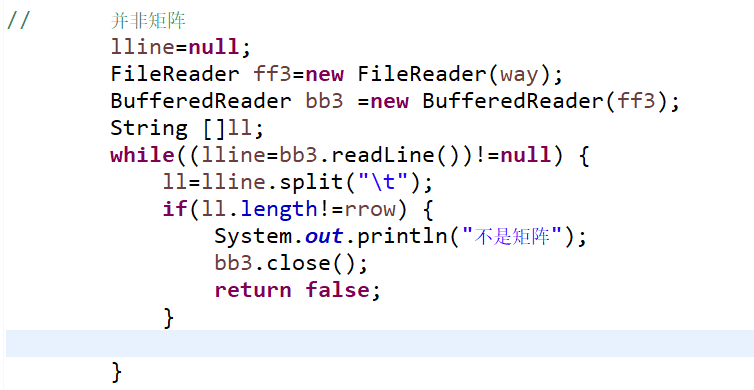 //      并非矩阵
        lline=null;
        FileReader ff3=new FileReader(way);
        BufferedReader bb3 =new BufferedReader(ff3);
        String []ll;
        while((lline=bb3.readLine())!=null) {
            ll=lline.split("\t");
            if(ll.length!=rrow) {
                System.out.println("不是矩阵");
                bb3.close();
                return false;
            }
        }